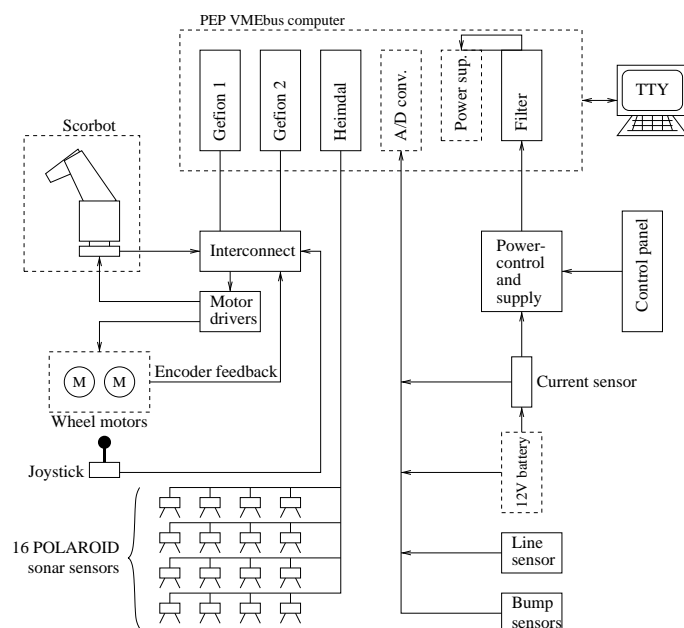 PEP VMEbus computer
Gefion 1
Gefion 2
Heimdal
A/D conv.
Power sup.
Filter
TTY
Scorbot
Interconnect
Power-
control
and
supply
Control panel
Motor
drivers
M
M
Encoder feedback
Wheel motors
Current sensor
Joystick
12V battery
16 POLAROID
sonar sensors
Line
sensor
Bump
sensors